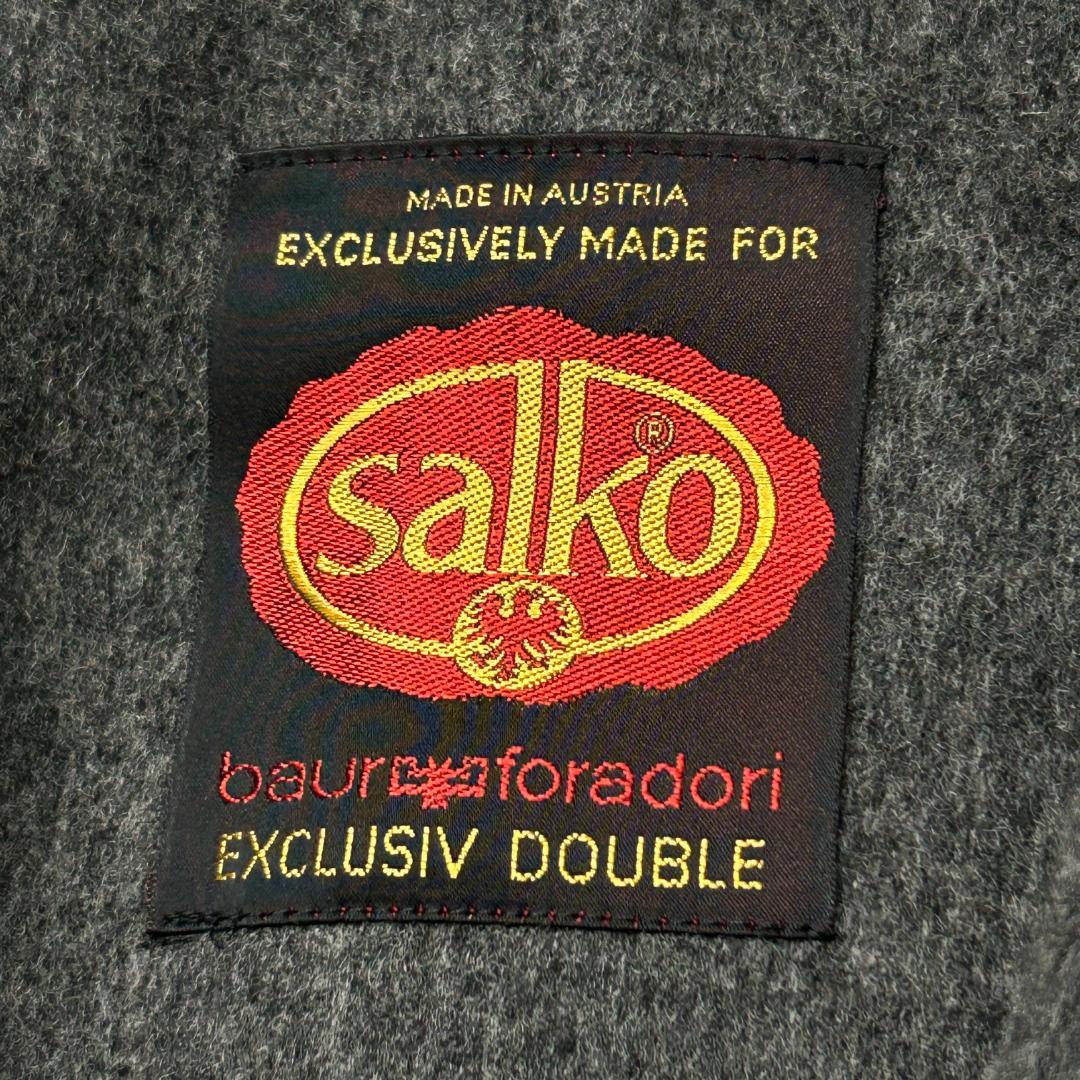 MADE IN AUSTRIA
EXCLUSIVELY MADE FOR
salko ®
baur foradori
EXCLUSIV DOUBLE